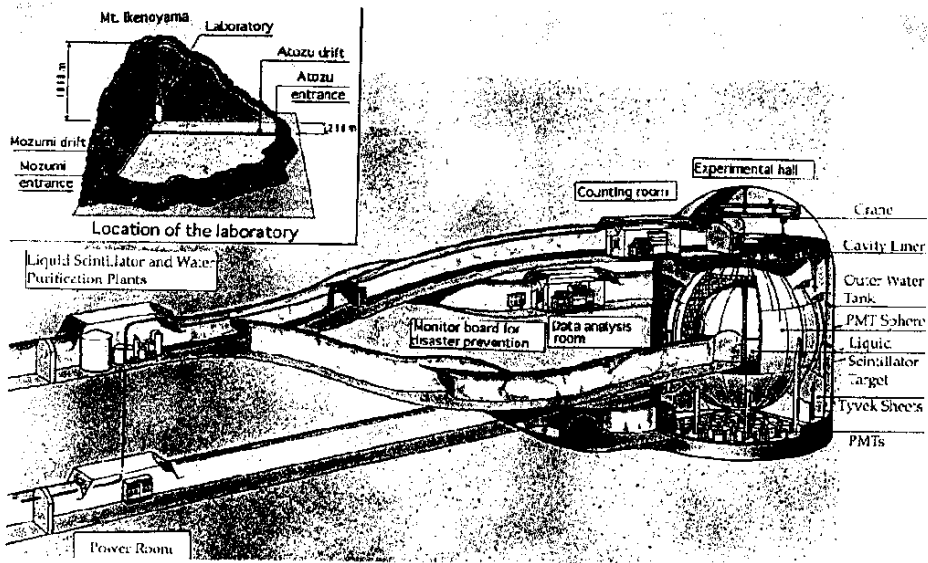 Mt. Ikenoyama
Laboratory
Atozu drift
Atozu
entrance
Mozumi drift
Mozumi
entrance
Location of the laboratory
Experimental hall
Counting room
Crane
Cavity Liner
Liquid Scintillator and Water
Purification Plants
Outer Water
Tank
PMT Sphere
Monitor board for
disaster prevention
Data analysis
room
Liquid
Scintillator
Target
Tyvek Sheets
PMTs
Power Room